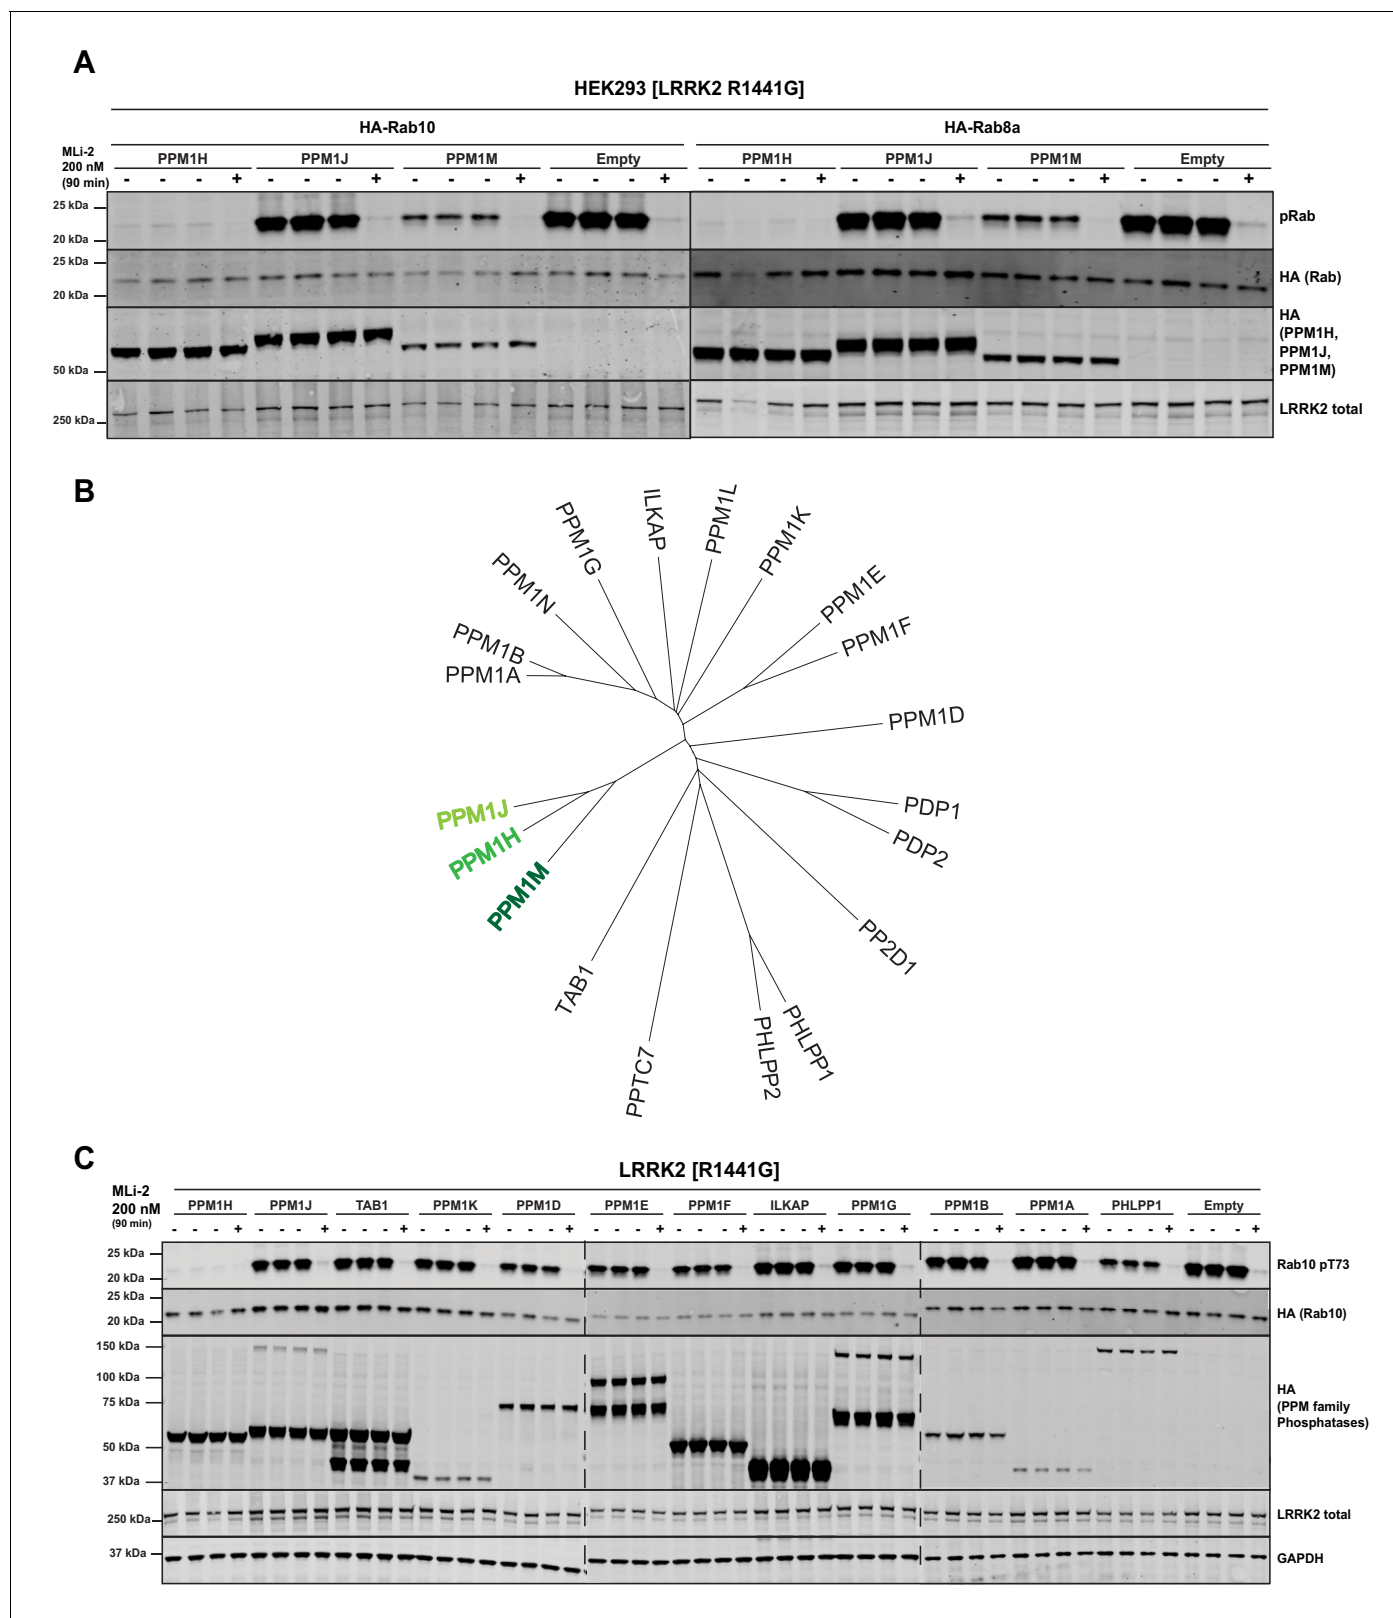 A
HEK293 [LRRK2 R1441G]
HA-Rab10 HA-Rab8a
MLi-2
200 nM
(90 min)
PPM1H PPM1J PPM1M Empty PPM1H PPM1J PPM1M Empty
- - - + - - - + - - - + - - - + - - - + - - - + - - - + - - - +
25 kDa
20 kDa
pRab
25 kDa
20 kDa
HA (Rab)
HA
(PPM1H,
PPM1J,
PPM1M)
50 kDa
250 kDa
LRRK2 total
B
ILKAP
PPM1L
PPM1K
PPM1G
PPM1N
PPM1E
PPM1F
PPM1B
PPM1A
PPM1D
PPM1J
PPM1H
PPM1M
PDP1
PDP2
PP2D1
TAB1
PHLPP1
PHLPP2
PPTC7
C
LRRK2 [R1441G]
MLi-2
200 nM
(90 min)
PPM1H PPM1J TAB1 PPM1K PPM1D PPM1E PPM1F ILKAP PPM1G PPM1B PPM1A PHLPP1 Empty
- - - + - - - + - - - + - - - + - - - + - - - + - - - + - - - + - - - + - - - + - - - + - - - + - - - +
25 kDa
20 kDa
Rab10 pT73
25 kDa
20 kDa
HA (Rab10)
150 kDa
100 kDa
75 kDa
50 kDa
37 kDa
HA
(PPM family
Phosphatases)
250 kDa
LRRK2 total
37 kDa
GAPDH